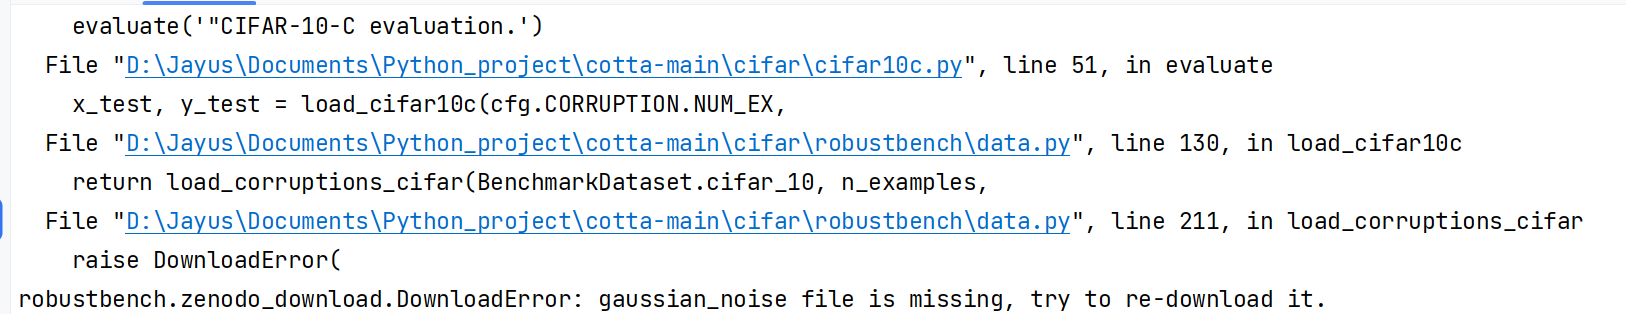 evaluate('"CIFAR-10-C evaluation.')
File "D:\Jayus\Documents\Python_project\cotta-main\cifar\cifar10c.py", line 51, in evaluate
x_test, y_test = load_cifar10c(cfg.CORRUPTION.NUM_EX,
File "D:\Jayus\Documents\Python_project\cotta-main\cifar\robustbench\data.py", line 130, in load_cifar10c
return load_corruptions_cifar(BenchmarkDataset.cifar_10, n_examples,
File "D:\Jayus\Documents\Python_project\cotta-main\cifar\robustbench\data.py", line 211, in load_corruptions_cifar
raise DownloadError(
robustbench.zenodo_download.DownloadError: gaussian_noise file is missing, try to re-download it.